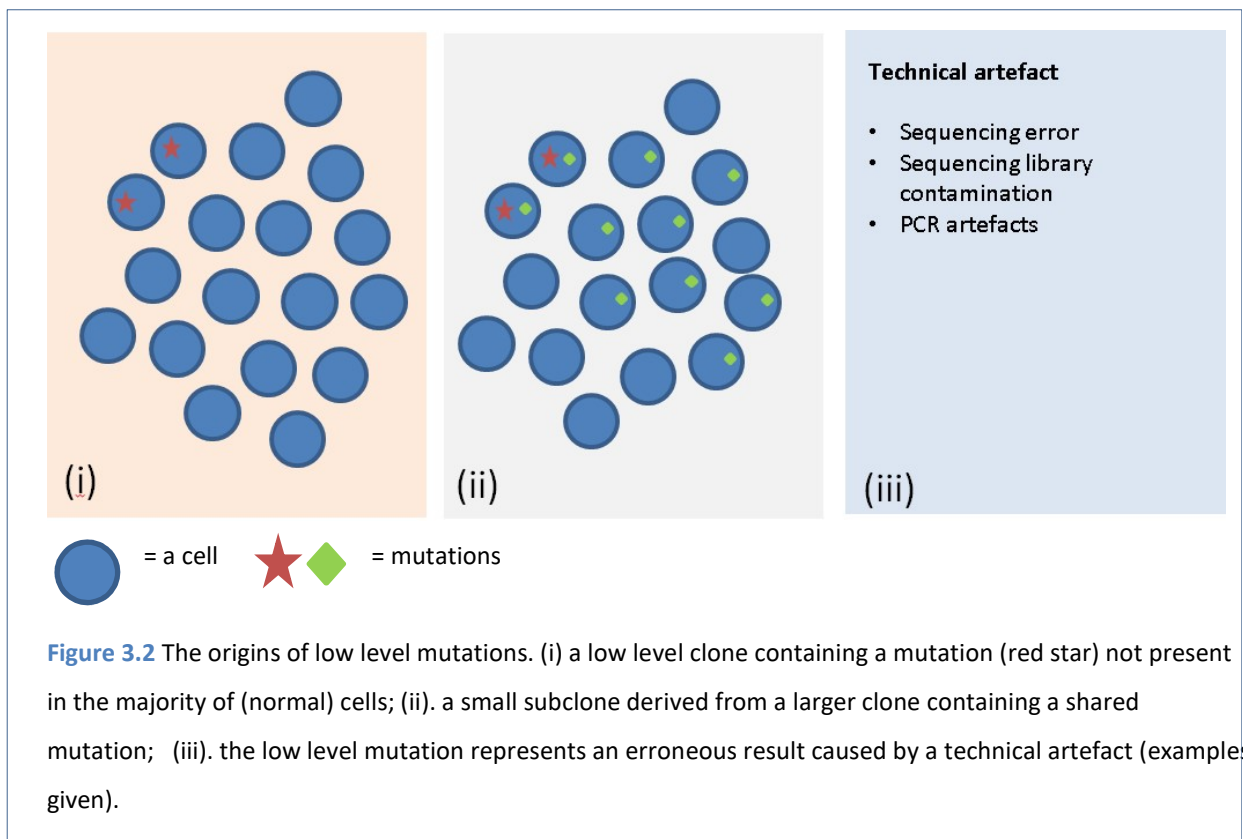 Technical artefact
• Sequencing error
• Sequencing library
contamination
• PCR artefacts
(i)
(ii)
(iii)
= a cell
= mutations
Figure 3.2 The origins of low level mutations. (i) a low level clone containing a mutation (red star) not present
in the majority of (normal) cells; (ii). a small subclone derived from a larger clone containing a shared
mutation; (iii). the low level mutation represents an erroneous result caused by a technical artefact (examples
given).